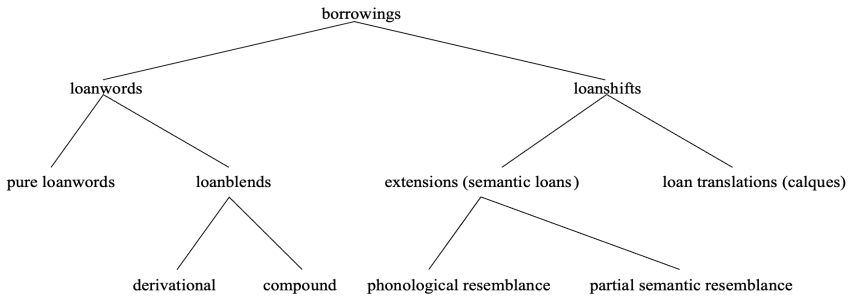 borrowings
loanwords loanshifts
pure loanwords loanblends extensions (semantic loans) loan translations (calques)
derivational compound phonological resemblance partial semantic resemblance